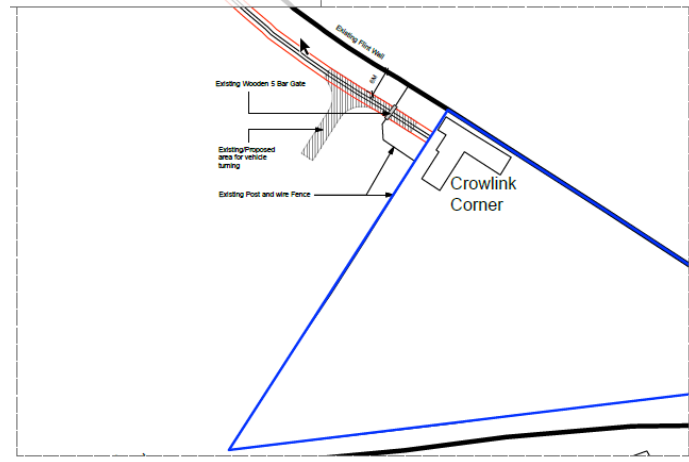 Existing Flint Wall
6M
Existing Wooden 5 Bar Gate
Existing/Proposed
area for vehicle
turning
Existing Post and wire Fence
Crowlink
Corner